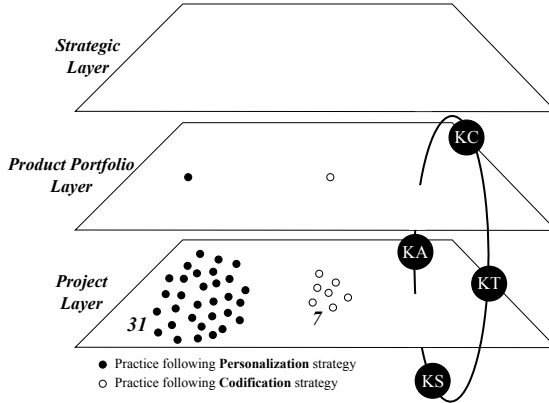 Strategic
Layer
KC
Product Portfolio
Layer
KA
Project
Layer
KT
31
7
Practice following Personalization strategy
Practice following Codification strategy
KS